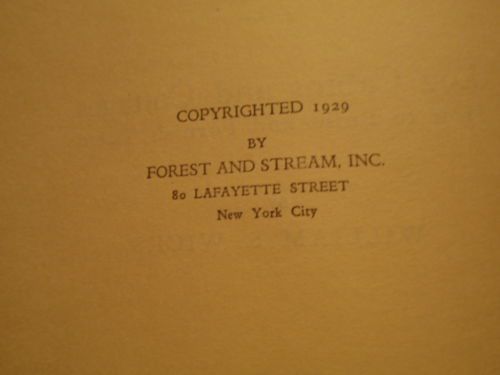 COPYRIGHTED 1929
BY
FOREST AND STREAM, INC.
80 LAFAYETTE STREET
New York City